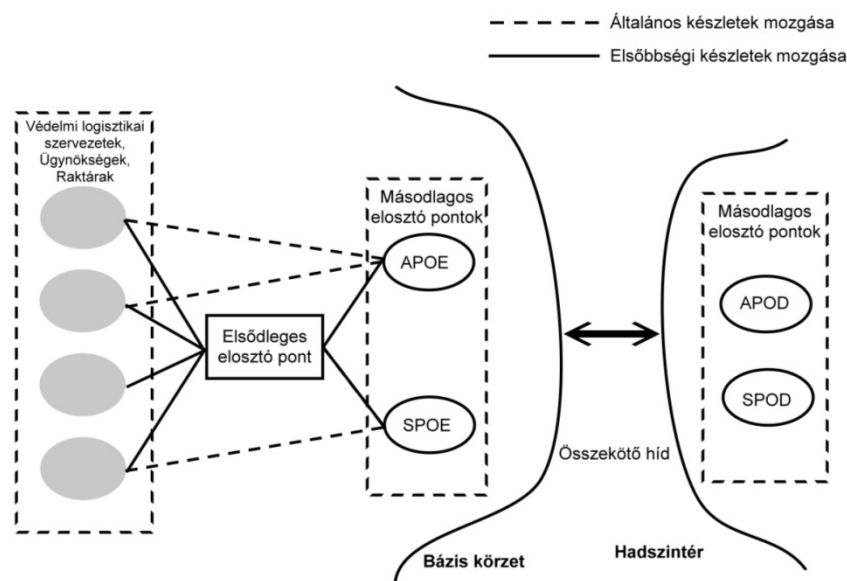 Általános készletek mozgása
Elsőbbségi készletek mozgása
Védelmi logisztikai
szervezetek,
Ügynökségek,
Raktárak
Elsődleges
elosztó pont
Másodlagos
elosztó pontok
APOE
SPOE
Összekötő híd
Másodlagos
elosztó pontok
APOD
SPOD
Bázis körzet
Hadszintér